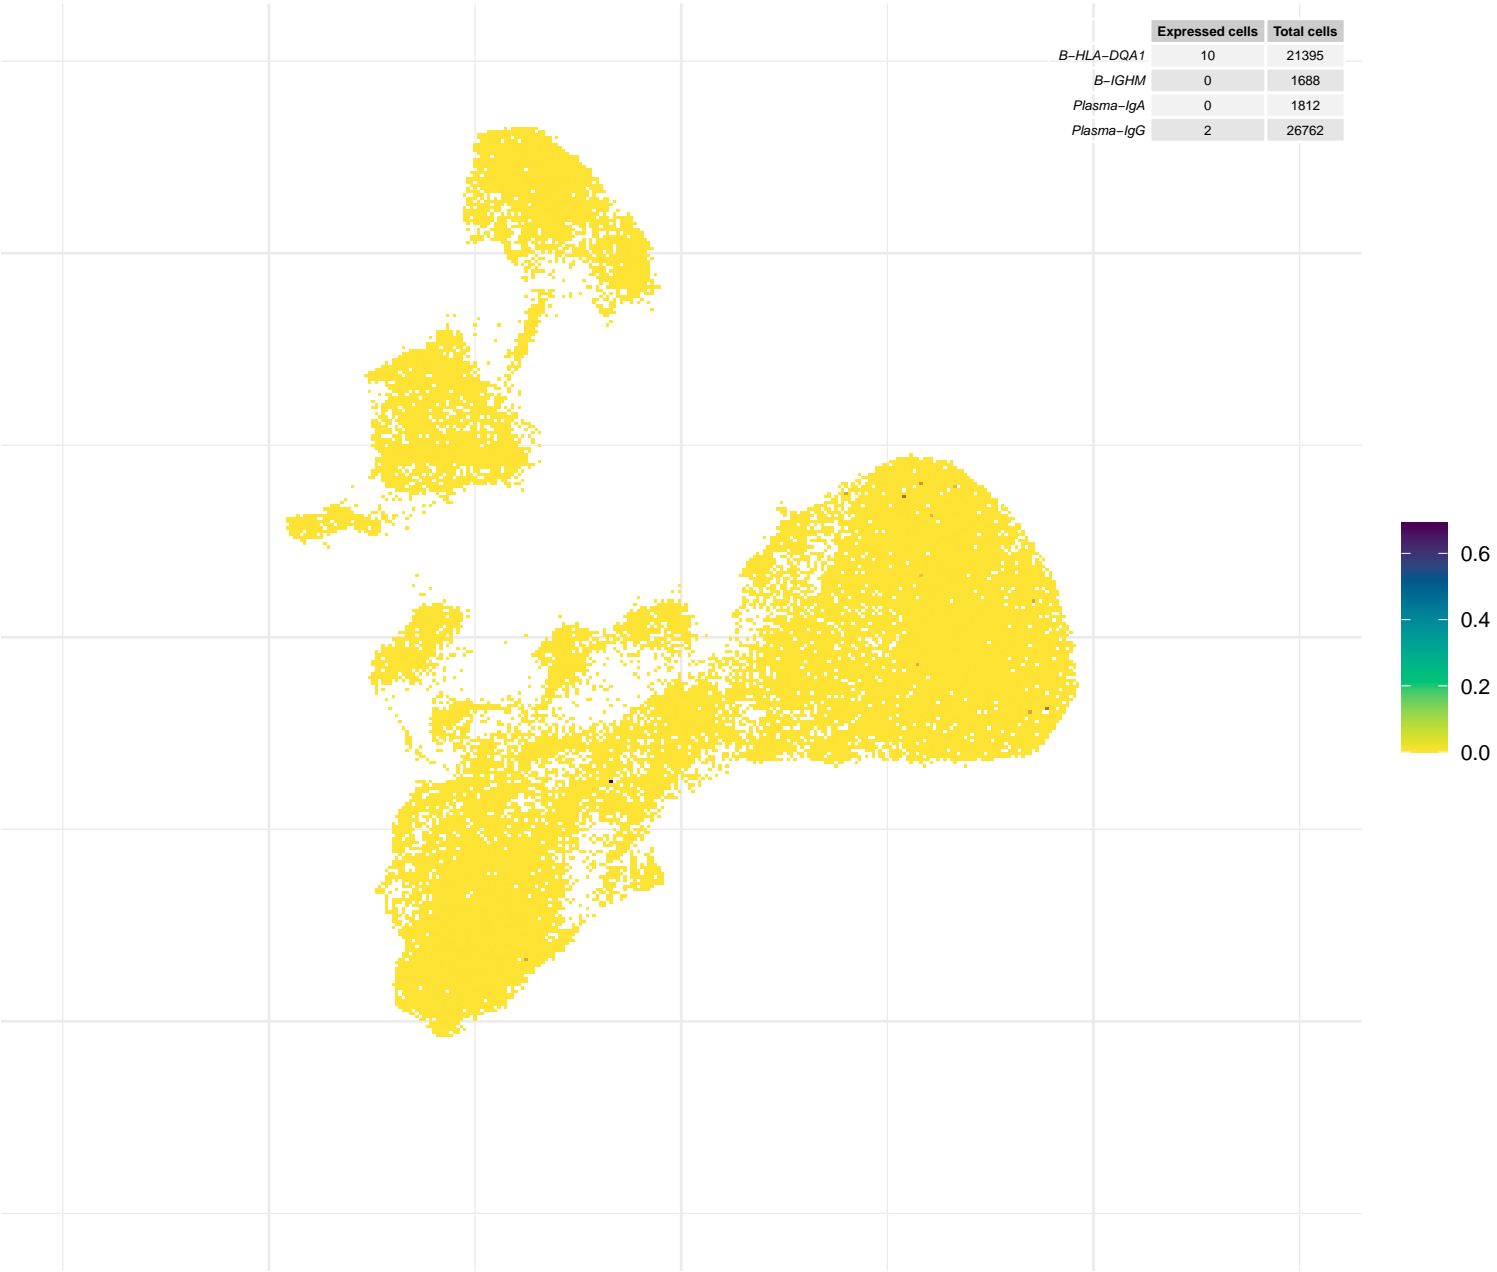 Expressed cells Total cells
B−HLA−DQA1 10 21395
B−IGHM 0 1688
Plasma−IgA 0 1812
Plasma−IgG 2 26762
0.6
0.4
0.2
0.0